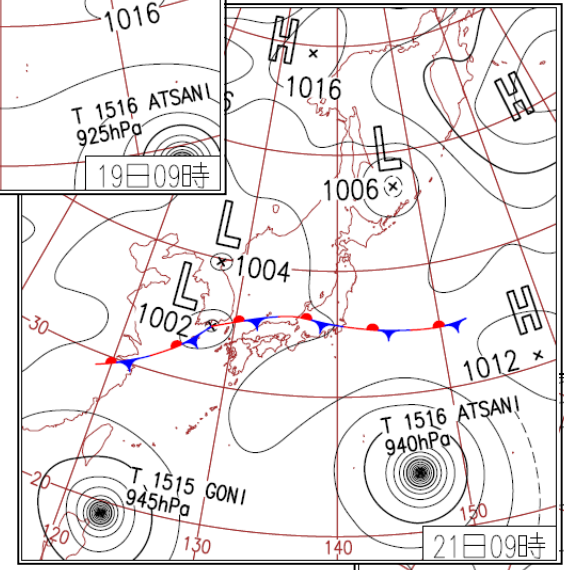 1016
T 1516 ATSANI
925hPa
19日09時
H
1016
H
L
1006
L
1004
L
1002
H
1012
30
T 1516 ATSANI
940hPa
20
T 1515 GONI
945hPa
120
130
140
150
21日09時